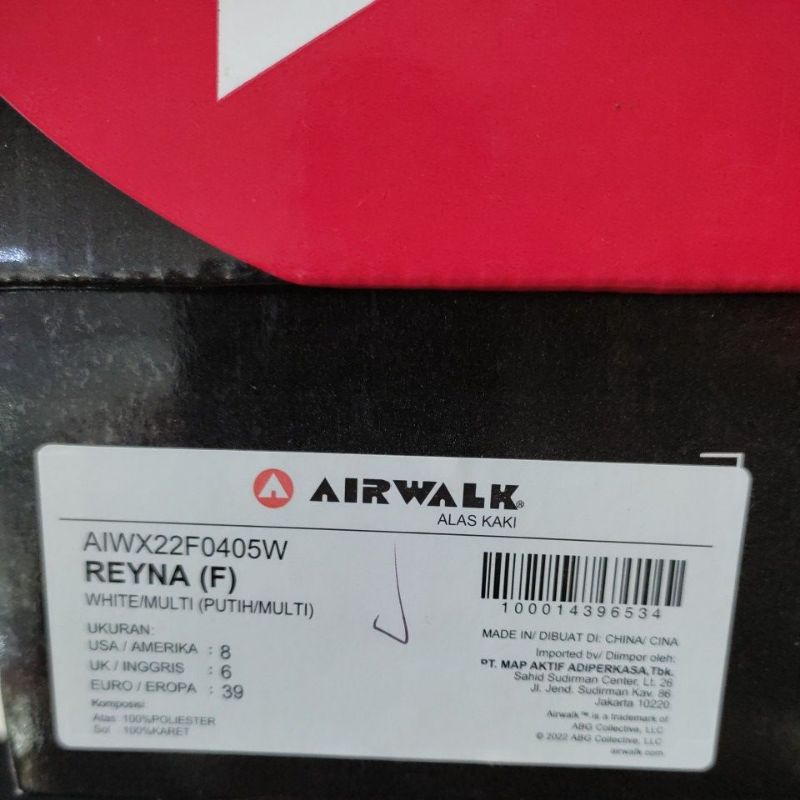 AIRWALK®
ALAS KAKI
AIWX22F0405W
REYNA (F)
WHITE/MULTI (PUTIH/MULTI)
UKURAN:
USA / AMERIKA : 8
UK / INGGRIS : 6
EURO / EROPA : 39
Komposisi
Atas 100%POLIESTER
Sol 100%KARET
100014396534
MADE IN/ DIBUAT DI: CHINA/ CINA
Imported by/ Diimpor oleh:
PT. MAP AKTIF ADIPERKASA,Tbk.
Sahid Sudirman Center, Lt. 26
Jl. Jend. Sudirman Kav. 86
Jakarta 10220
Airwalk™ is a trademark of
ABG Collective, LLC
© 2022 ABG Collective, LLC
airwalk.com